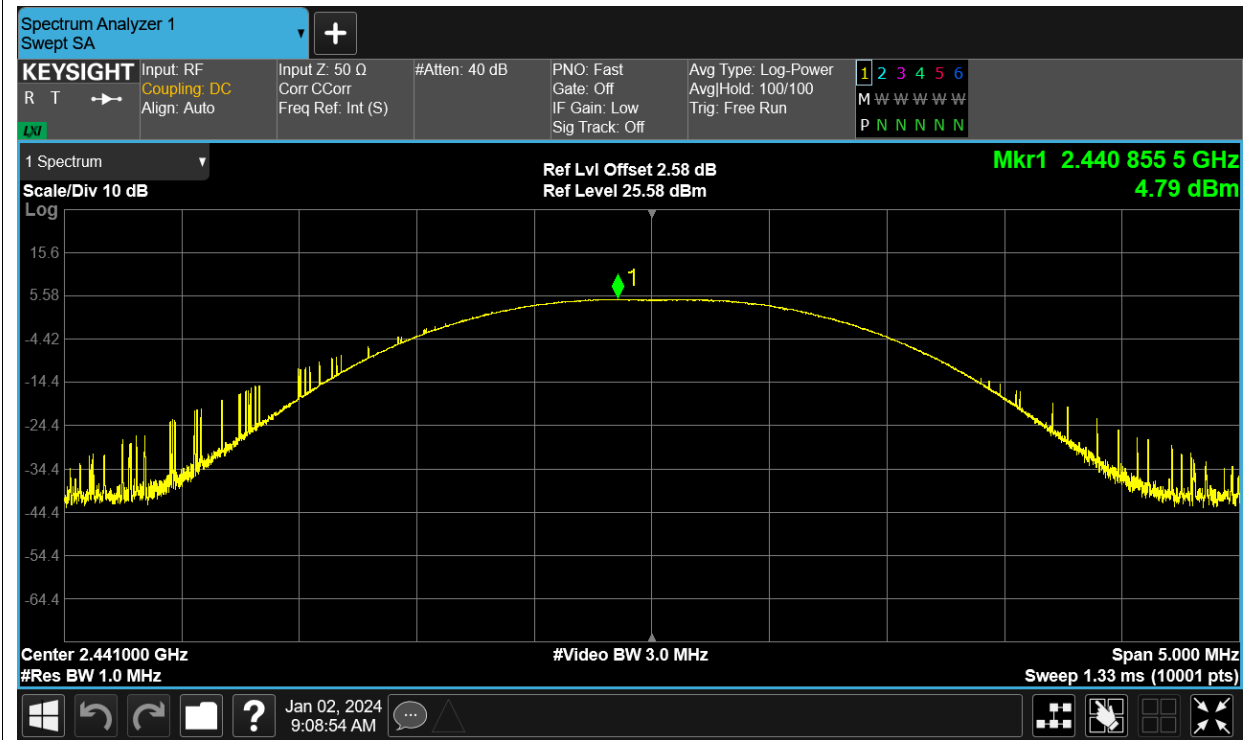 Spectrum Analyzer 1
Swept SA
KEYSIGHT
R T
LXI
Input: RF
Coupling: DC
Align: Auto
Input Z: 50 Ω
Corr CCorr
Freq Ref: Int (S)
#Atten: 40 dB
PNO: Fast
Gate: Off
IF Gain: Low
Sig Track: Off
Avg Type: Log-Power
Avg|Hold: 100/100
Trig: Free Run
1 2 3 4 5 6
M W W W W W
P N N N N N
1 Spectrum
Scale/Div 10 dB
Ref Lvl Offset 2.58 dB
Ref Level 25.58 dBm
Mkr1 2.440 855 5 GHz
4.79 dBm
Log
15.6
1
5.58
-4.42
-14.4
-24.4
-34.4
-44.4
-54.4
-64.4
Center 2.441000 GHz
#Video BW 3.0 MHz
Span 5.000 MHz
#Res BW 1.0 MHz
Sweep 1.33 ms (10001 pts)
?
Jan 02, 2024
9:08:54 AM